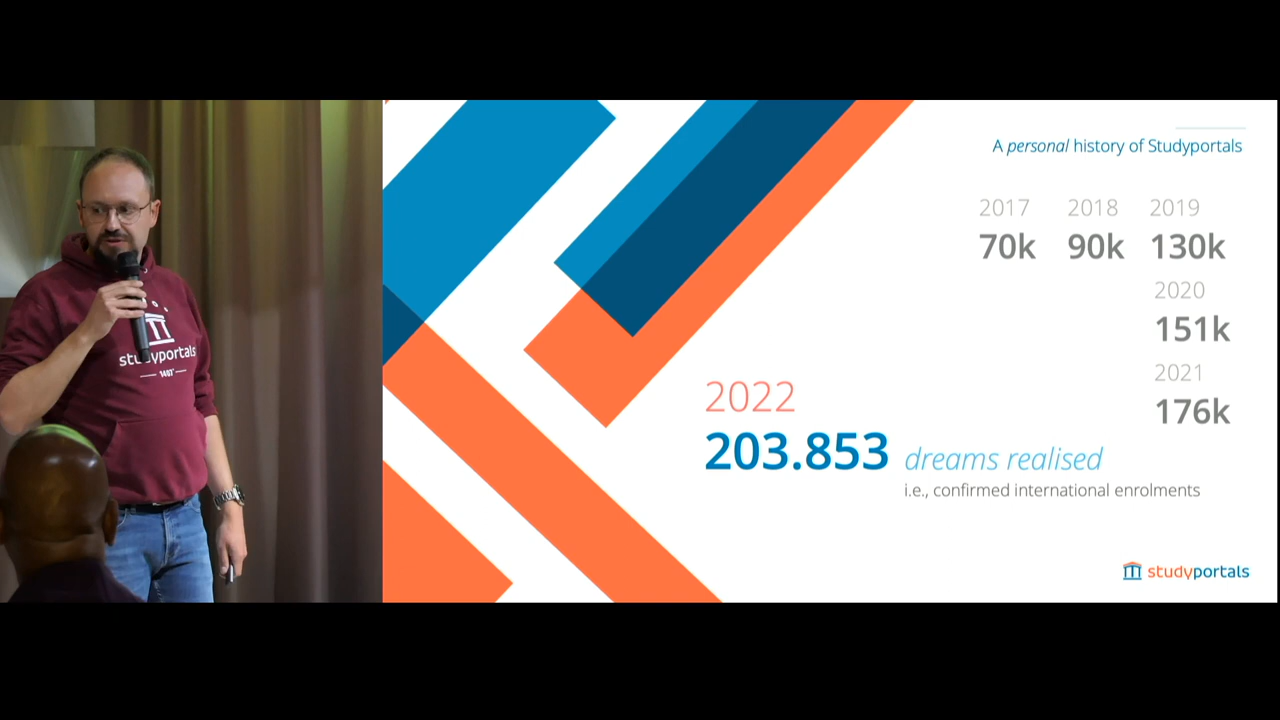 A personal history of Studyportals
2017 2018 2019
70k 90k 130k
2020
151k
2021
176k
2022
203.853 dreams realised
i.e., confirmed international enrolments
studyportals
studyportals